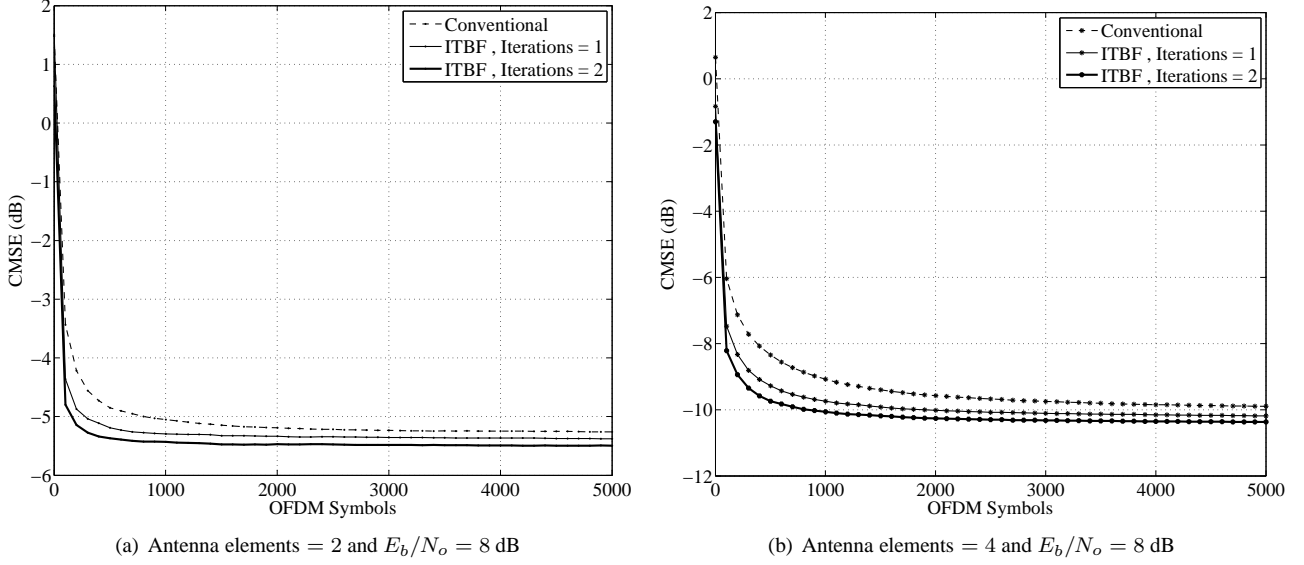 2
1
0
−1
−2
−3
−4
−5
−6
CMSE (dB)
0 1000 2000 3000 4000 5000
OFDM Symbols
Conventional
ITBF , Iterations = 1
ITBF , Iterations = 2
(a) Antenna elements = 2 and E_b/N_o = 8 dB
2
0
−2
−4
−6
−8
−10
−12
CMSE (dB)
0 1000 2000 3000 4000 5000
OFDM Symbols
Conventional
ITBF , Iterations = 1
ITBF , Iterations = 2
(b) Antenna elements = 4 and E_b/N_o = 8 dB